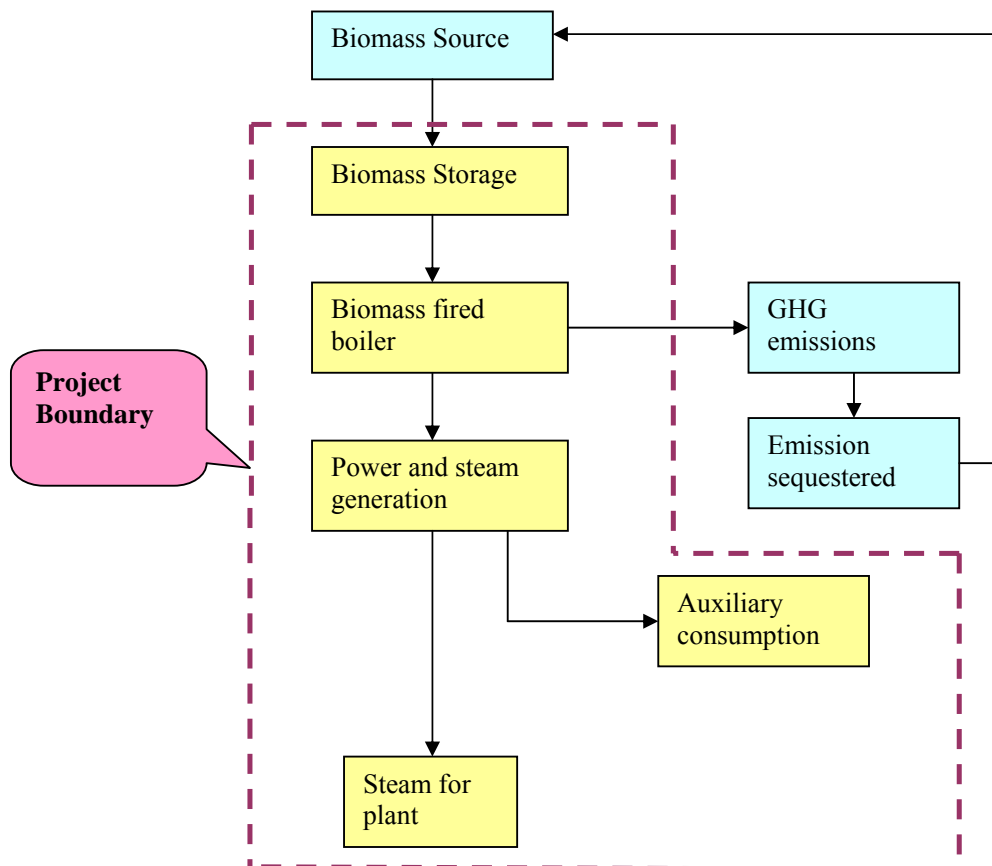 Biomass Source
Biomass Storage
Biomass fired
boiler
GHG
emissions
Project
Boundary
Emission
sequestered
Power and steam
generation
Auxiliary
consumption
Steam for
plant